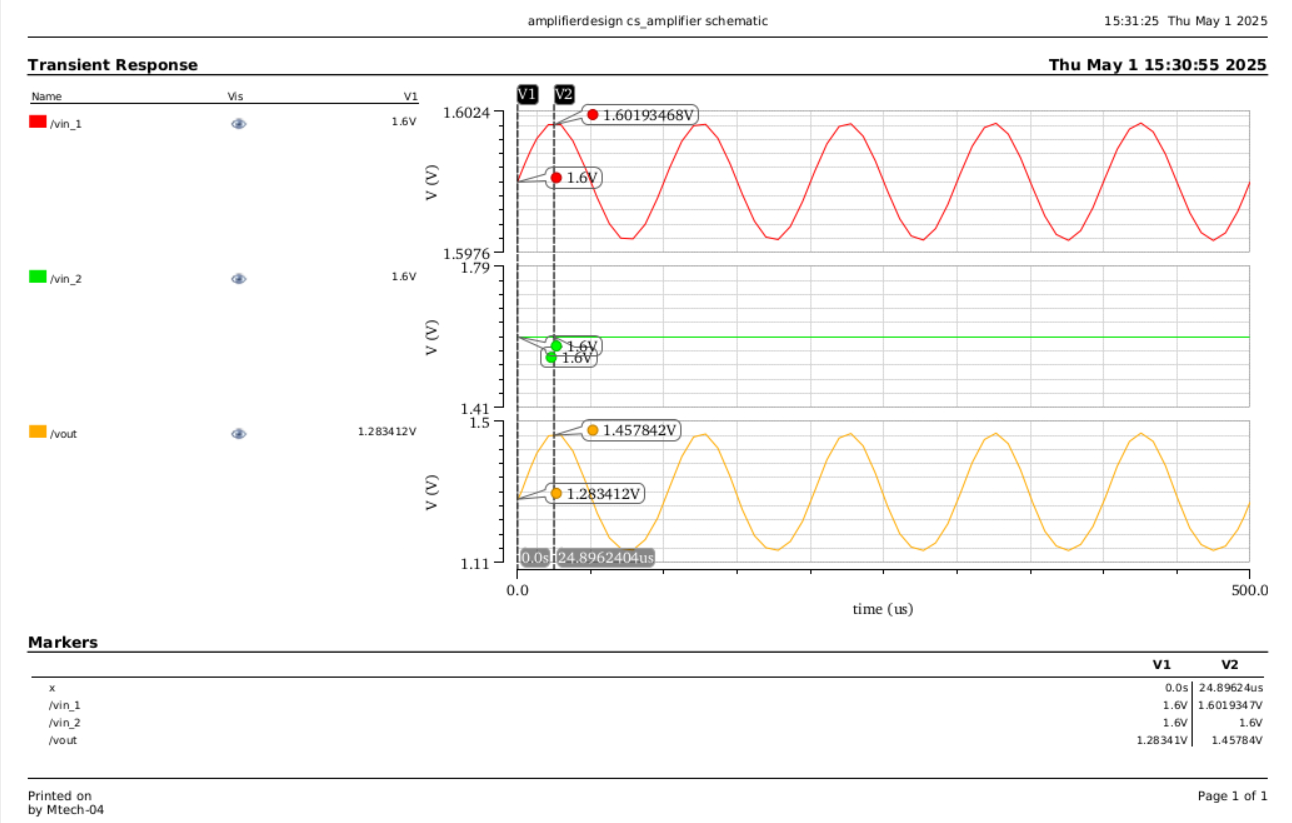 amplifierdesign cs_amplifier schematic 15:31:25 Thu May 1 2025
Transient Response Thu May 1 15:30:55 2025
Name Vis V1
V1 V2
/vin_1 1.6V
1.6024
1.60193468V
V (V)
1.6V
1.5976
1.79
/vin_2 1.6V
V (V)
1.6V
1.6V
1.41
1.5
/vout 1.283412V
1.457842V
V (V)
1.283412V
0.0s 24.8962404us
1.11
0.0 500.0
time (us)
Markers
V1 V2
x 0.0s 24.89624us
/vin_1 1.6V 1.6019347V
/vin_2 1.6V 1.6V
/vout 1.28341V 1.45784V
Printed on Page 1 of 1
by Mtech-04